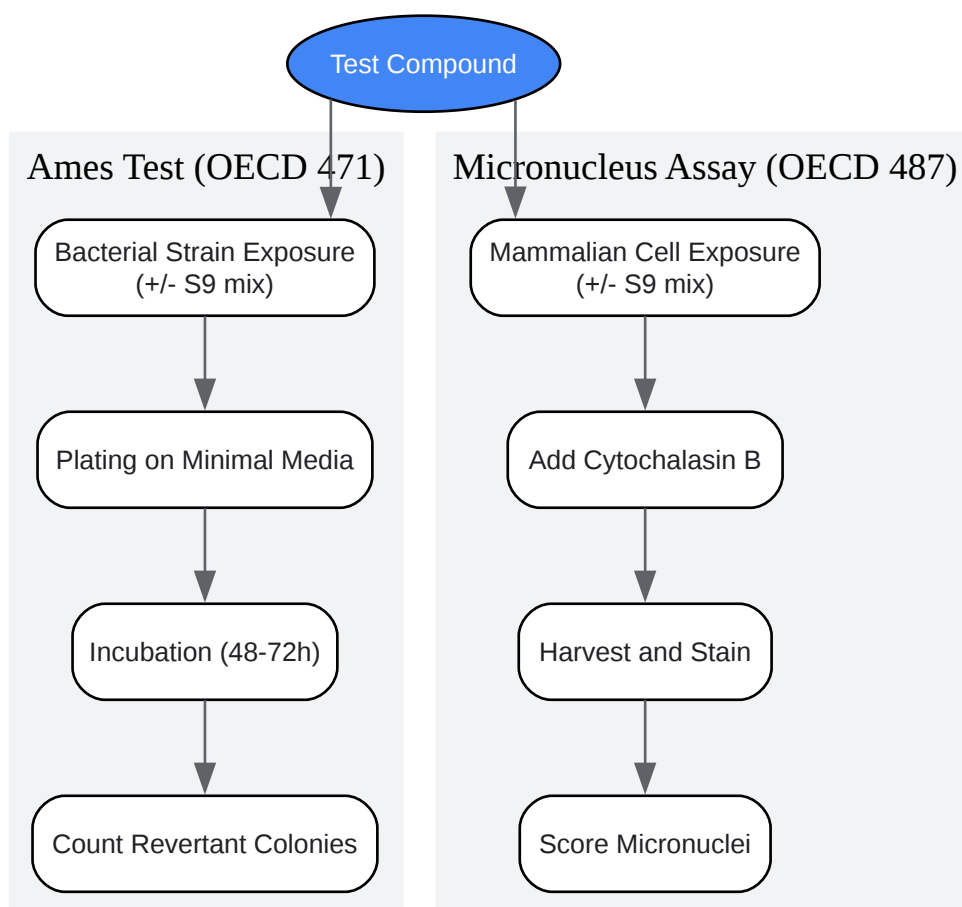 Test Compound
Ames Test (OECD 471)
Bacterial Strain Exposure
(+/- S9 mix)
Plating on Minimal Media
Incubation (48-72h)
Count Revertant Colonies
Micronucleus Assay (OECD 487)
Mammalian Cell Exposure
(+/- S9 mix)
Add Cytochalasin B
Harvest and Stain
Score Micronuclei